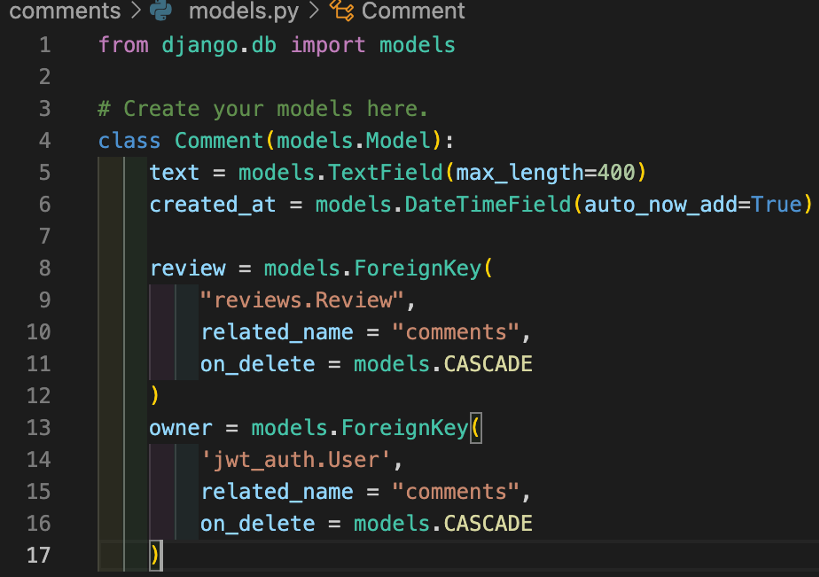 comments > models.py > Comment
1 from django.db import models
2
3 # Create your models here.
4 class Comment(models.Model):
5     text = models.TextField(max_length=400)
6     created_at = models.DateTimeField(auto_now_add=True)
7
8     review = models.ForeignKey(
9         "reviews.Review",
10         related_name = "comments",
11         on_delete = models.CASCADE
12     )
13     owner = models.ForeignKey(
14         'jwt_auth.User',
15         related_name = "comments",
16         on_delete = models.CASCADE
17     )